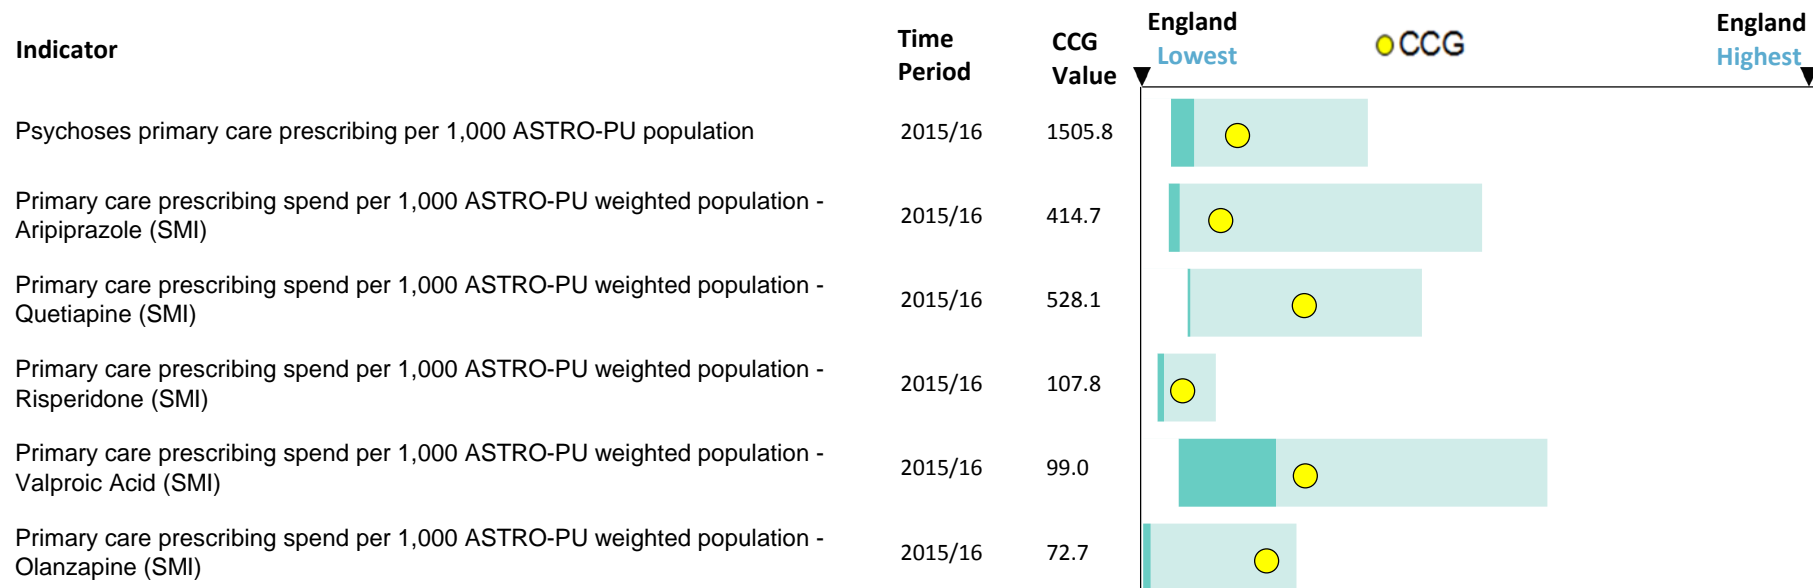 Indicator
Time
Period
CCG
Value
England
Lowest
CCG
England
Highest
Psychoses primary care prescribing per 1,000 ASTRO-PU population
2015/16
1505.8
Primary care prescribing spend per 1,000 ASTRO-PU weighted population -
Aripiprazole (SMI)
2015/16
414.7
Primary care prescribing spend per 1,000 ASTRO-PU weighted population -
Quetiapine (SMI)
2015/16
528.1
Primary care prescribing spend per 1,000 ASTRO-PU weighted population -
Risperidone (SMI)
2015/16
107.8
Primary care prescribing spend per 1,000 ASTRO-PU weighted population -
Valproic Acid (SMI)
2015/16
99.0
Primary care prescribing spend per 1,000 ASTRO-PU weighted population -
Olanzapine (SMI)
2015/16
72.7